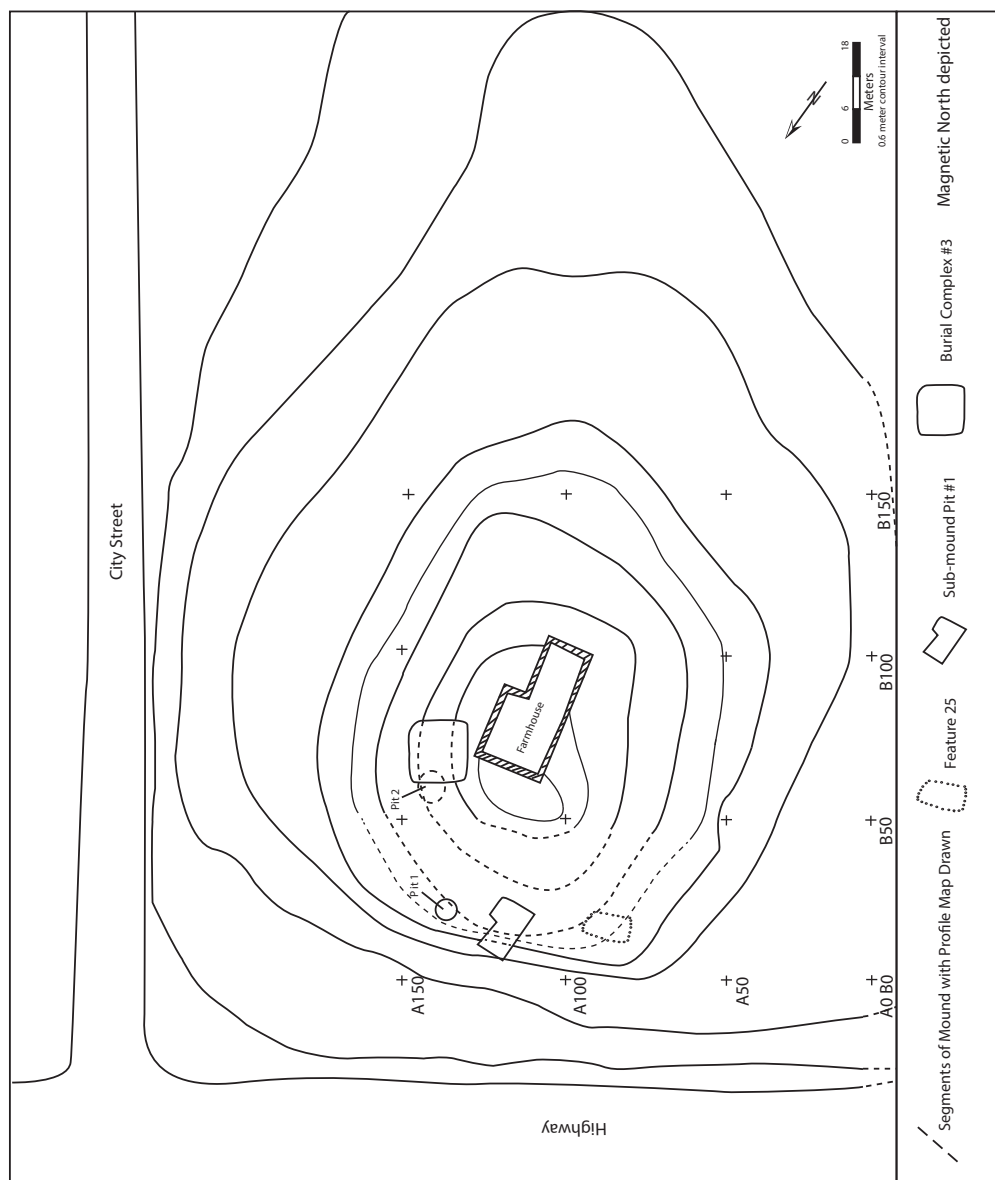 City Street
Highway
Farmhouse
Pit 2
Pit 1
A150
A100
A50
A0 B0
B50
B100
B150
N
0
6
18
Meters
0.6 meter contour interval
Segments of Mound with Profile Map Drawn
Feature 25
Sub-mound Pit #1
Burial Complex #3
Magnetic North depicted